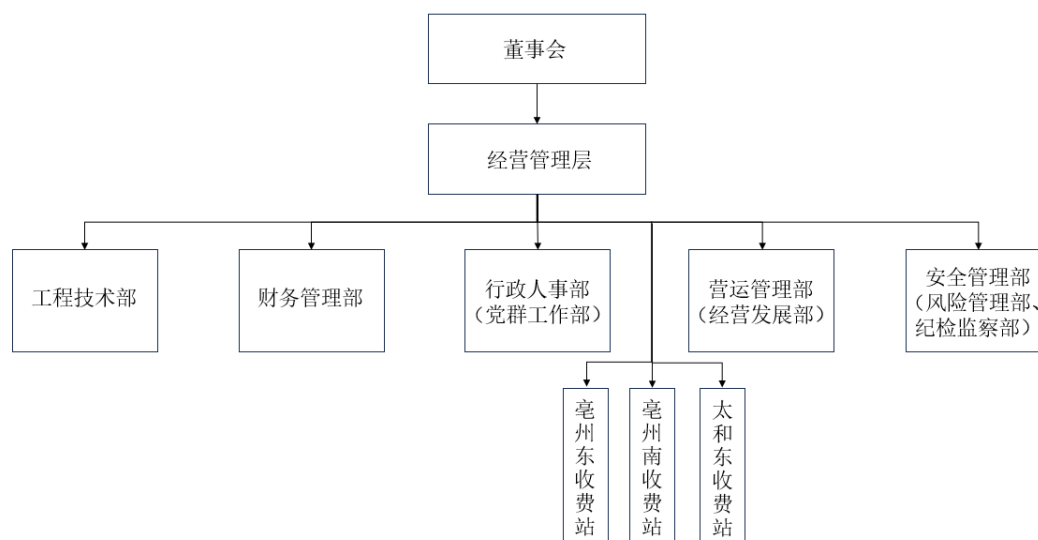 董事会
经营管理层
工程技术部
财务管理部
行政人事部
（党群工作部）
营运管理部
（经营发展部）
安全管理部
（风险管理部、
纪检监察部）
亳州东收费站
亳州南收费站
太和东收费站